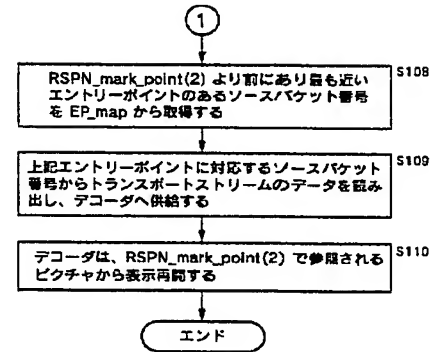 1
RSPN_mark_point(2) より前にあり最も近い
エントリーポイントのあるソースパケット番号
を EP_map から取得する
S108
上記エントリーポイントに対応するソースパケット
番号からトランスポートストリームのデータを読み
出し、デコーダへ供給する
S109
デコーダは、RSPN_mark_point(2) で参照される
ピクチャから表示再開する
S110
エンド